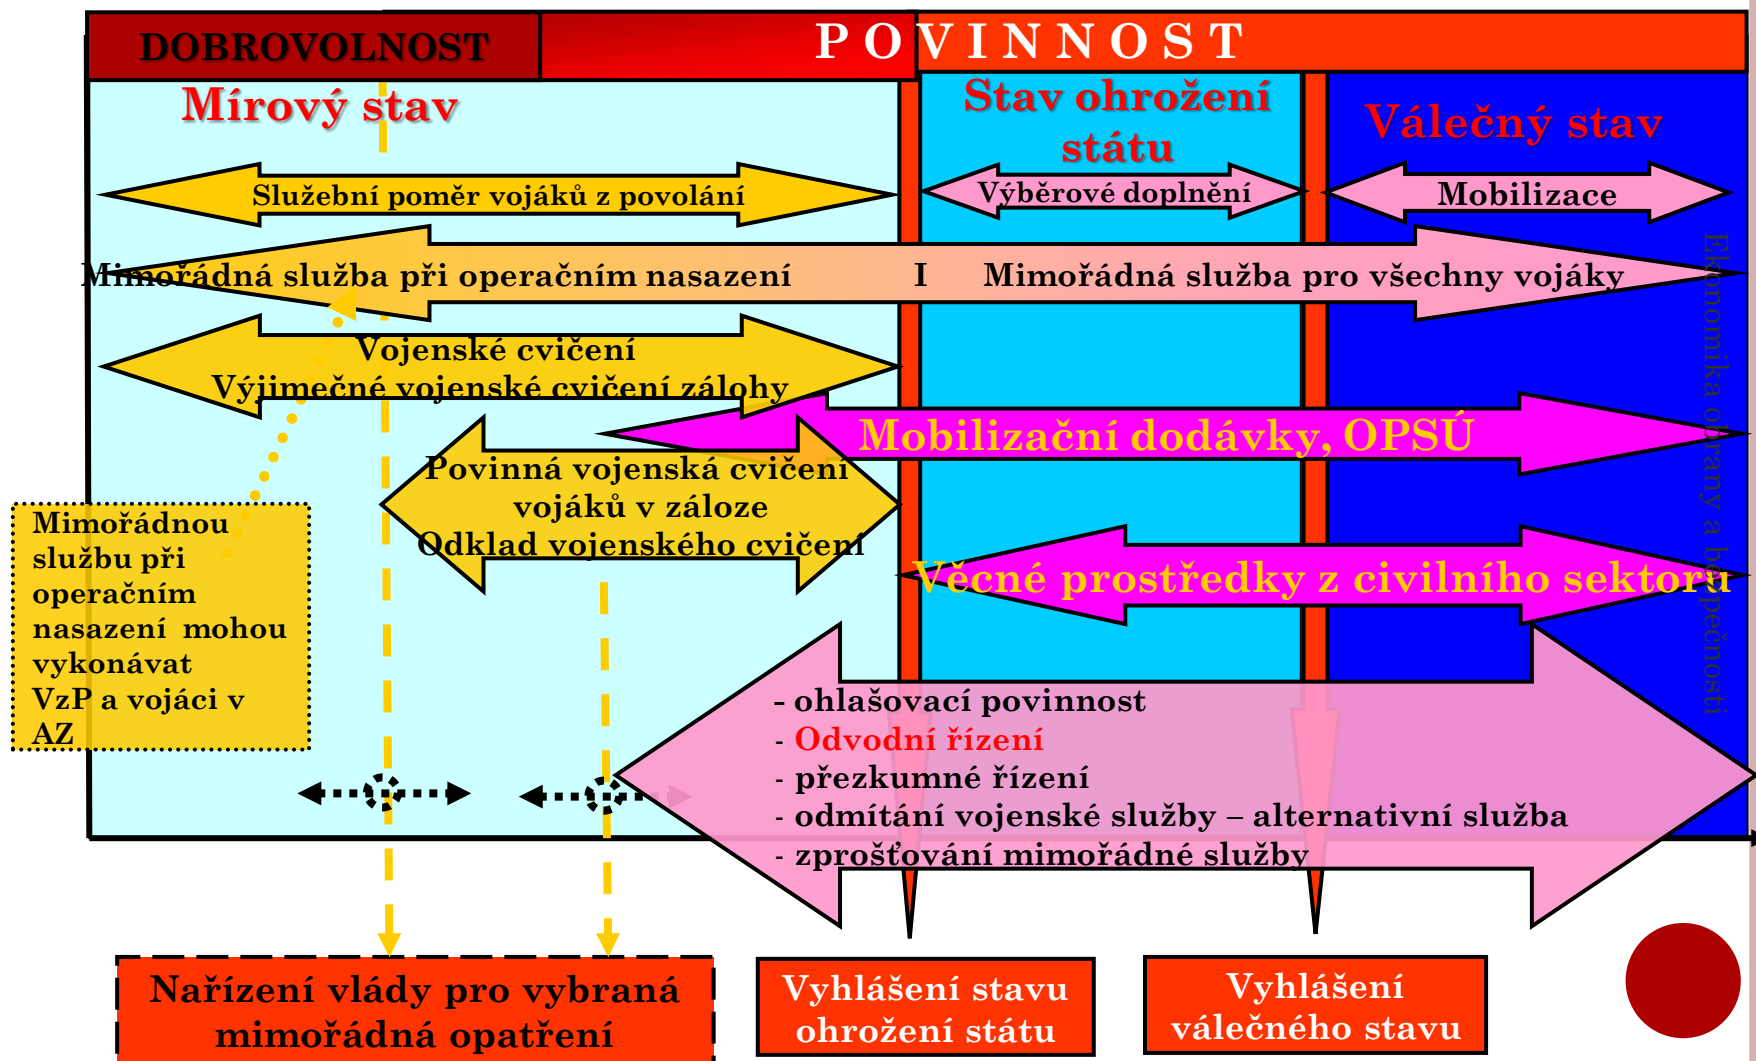 DOBROVOLNOST
P O V I N N O S T
Mírový stav
Stav ohrožení
státu
Válečný stav
Služební poměr vojáků z povolání
Výběrové doplnění
Mobilizace
Mimořádná služba při operačním nasazení
I
Mimořádná služba pro všechny vojáky
Vojenské cvičení
Výjimečné vojenské cvičení zálohy
Mobilizační dodávky, OPSÚ
Povinná vojenská cvičení
vojáků v záloze
Odklad vojenského cvičení
Mimořádnou
službu při
operačním
nasazení mohou
vykonávat
VzP a vojáci v
AZ
Věcné prostředky z civilního sektoru
Ekonomika obrany a bezpečnosti
- ohlašovací povinnost
- Odvodní řízení
- přezkumné řízení
- odmítání vojenské služby – alternativní služba
- zprošťování mimořádné služby
Nařízení vlády pro vybraná
mimořádná opatření
Vyhlášení stavu
ohrožení státu
Vyhlášení
válečného stavu